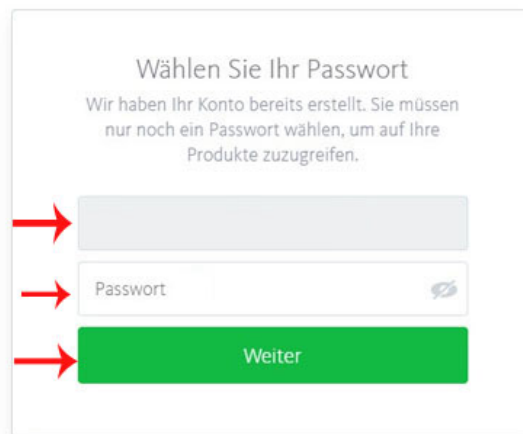 Wählen Sie Ihr Passwort
Wir haben Ihr Konto bereits erstellt. Sie müssen
nur noch ein Passwort wählen, um auf Ihre
Produkte zuzugreifen.
Passwort
Weiter